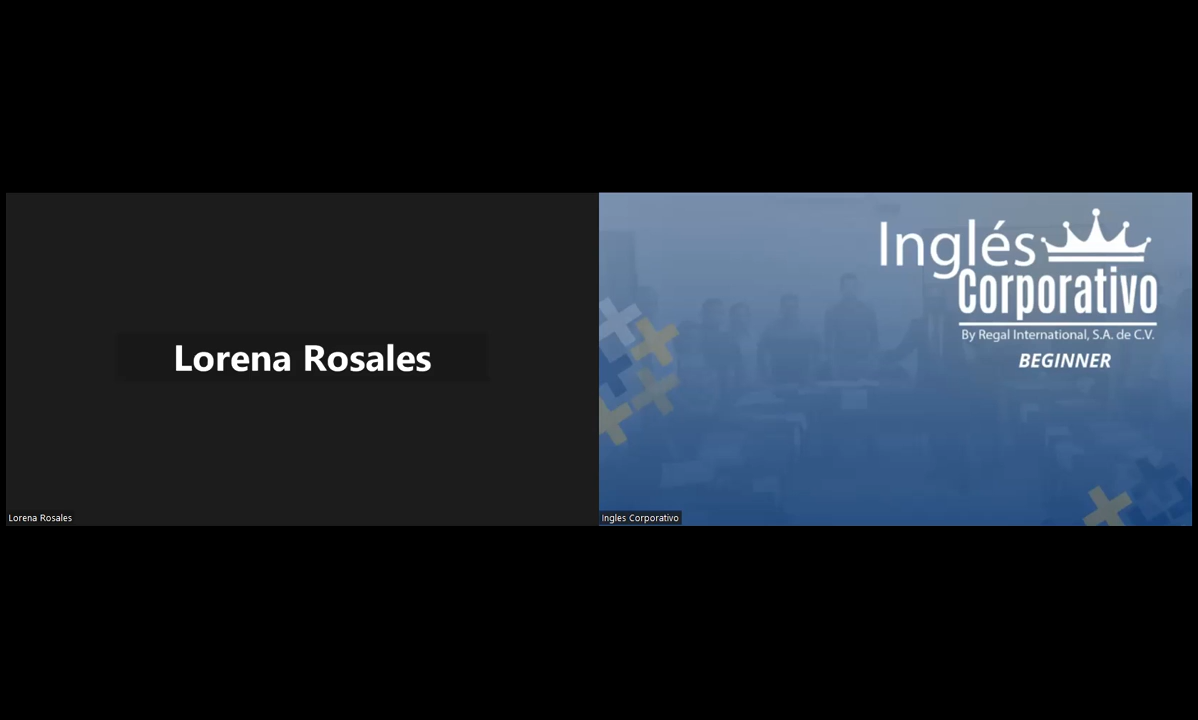 Lorena Rosales
Lorena Rosales
Inglés
Corporativo
By Regal International, S.A. de C.V.
BEGINNER
Ingles Corporativo